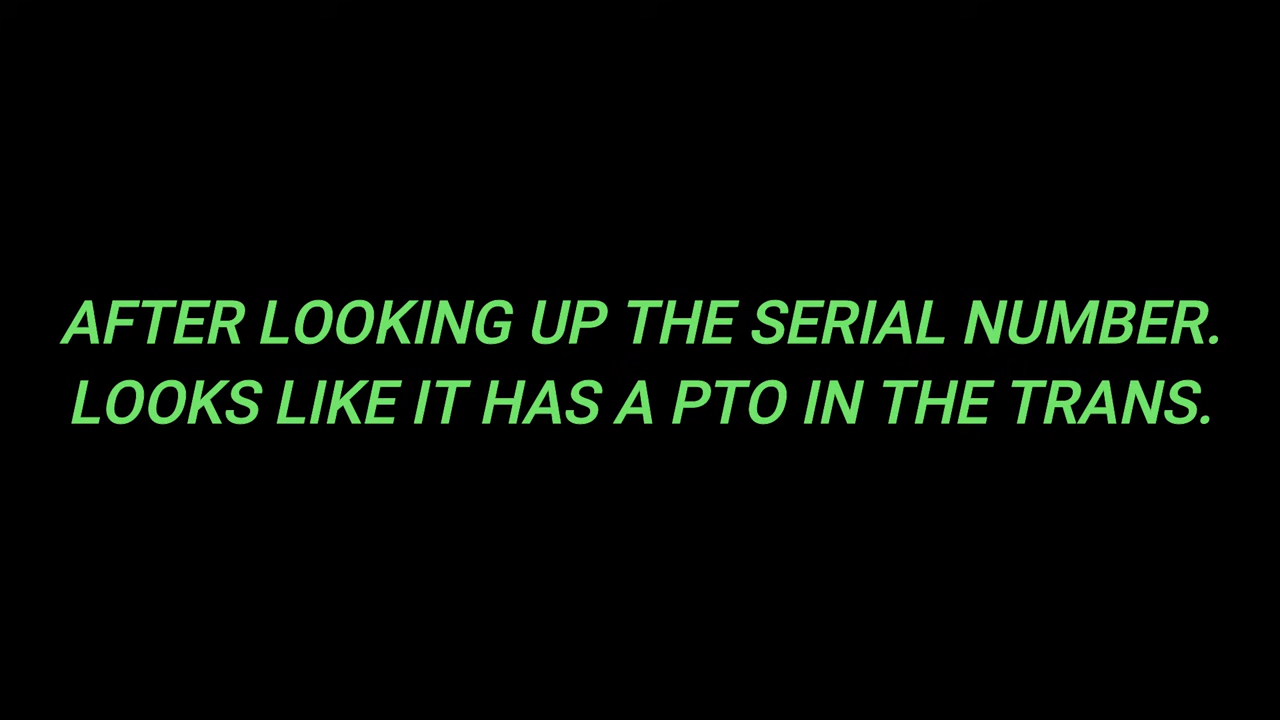 AFTER LOOKING UP THE SERIAL NUMBER.
LOOKS LIKE IT HAS A PTO IN THE TRANS.